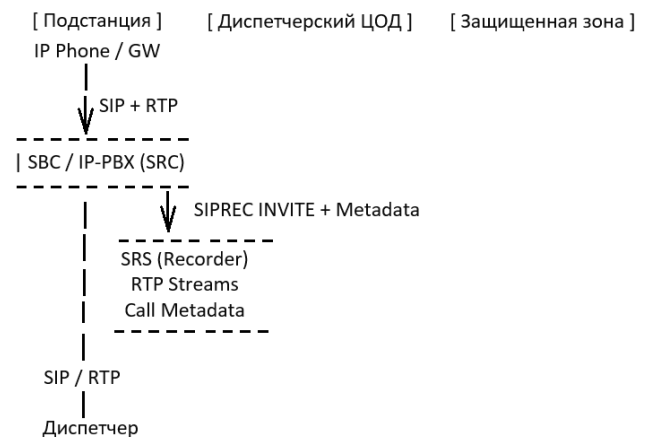 [ Подстанция ] [ Диспетчерский ЦОД ] [ Защищенная зона ]
IP Phone / GW
SIP + RTP
| SBC / IP-PBX (SRC)
SIPREC INVITE + Metadata
SRS (Recorder)
RTP Streams
Call Metadata
SIP / RTP
Диспетчер